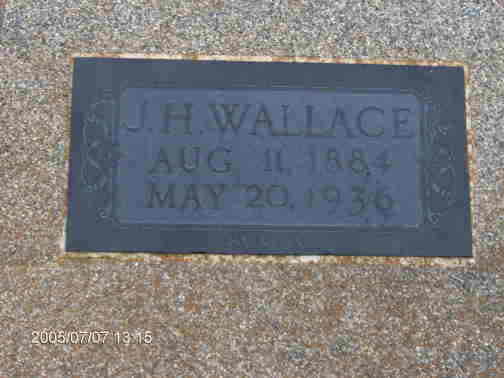 J.H. WALLACE
AUG. 11, 1884
MAY 20, 1936
2005/07/07 13:15